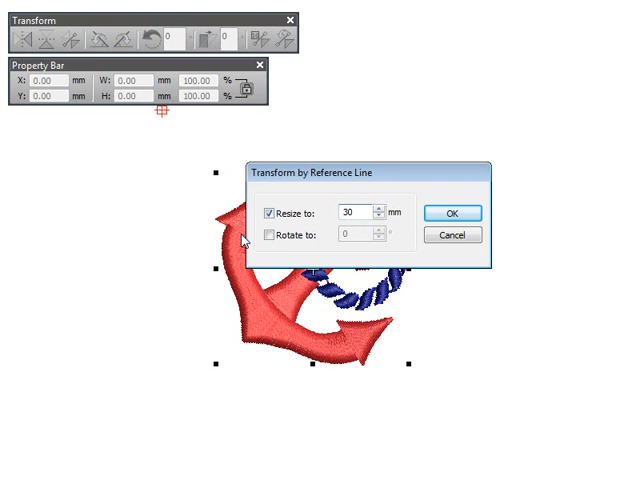 Transform
0 ° 0 °
Property Bar
X: 0.00 mm W: 0.00 mm 100.00 %
Y: 0.00 mm H: 0.00 mm 100.00 %
Transform by Reference Line
Resize to: 30 mm OK
Rotate to: 0 ° Cancel